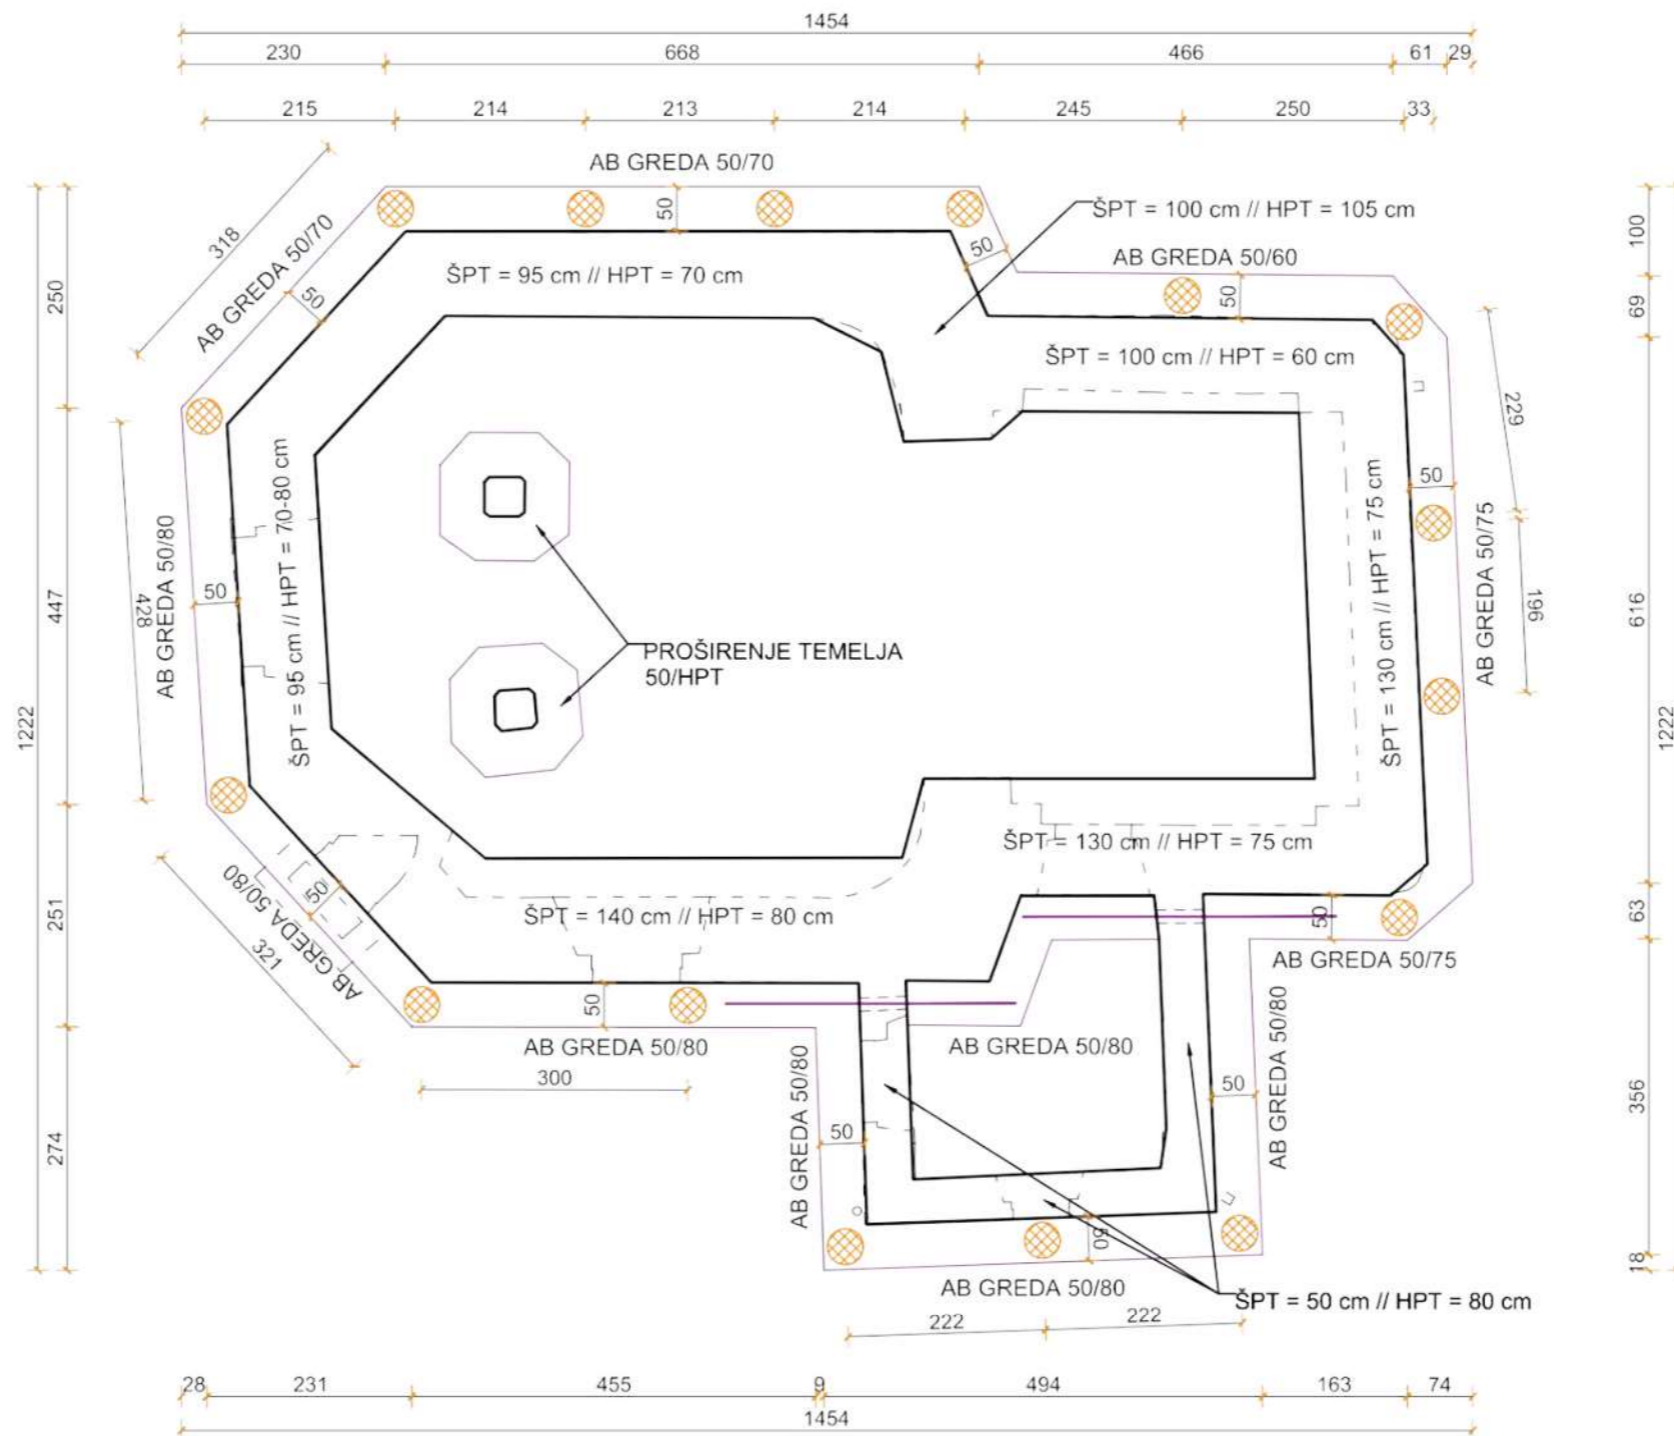 1454
230 668 466 61 29
215 214 213 214 245 250 33
AB GREDA 50/70
50
ŠPT = 100 cm // HPT = 105 cm
318
AB GREDA 50/70
50
50
AB GREDA 50/60
50
100
250
ŠPT = 95 cm // HPT = 70 cm
69
ŠPT = 100 cm // HPT = 60 cm
229
50
ŠPT = 95 cm // HPT = 70-80 cm
ŠPT = 130 cm // HPT = 75 cm
AB GREDA 50/80
50
428
447
AB GREDA 50/75
196
616
PROŠIRENJE TEMELJA
50/HPT
1222
1222
ŠPT = 130 cm // HPT = 75 cm
50
AB GREDA 50/80
321
251
ŠPT = 140 cm // HPT = 80 cm
50
63
AB GREDA 50/75
50
AB GREDA 50/80
AB GREDA 50/80
300
AB GREDA 50/80
50
50
AB GREDA 50/80
356
274
50
18
AB GREDA 50/80
ŠPT = 50 cm // HPT = 80 cm
222 222
28 231 455 9 494 163 74
1454